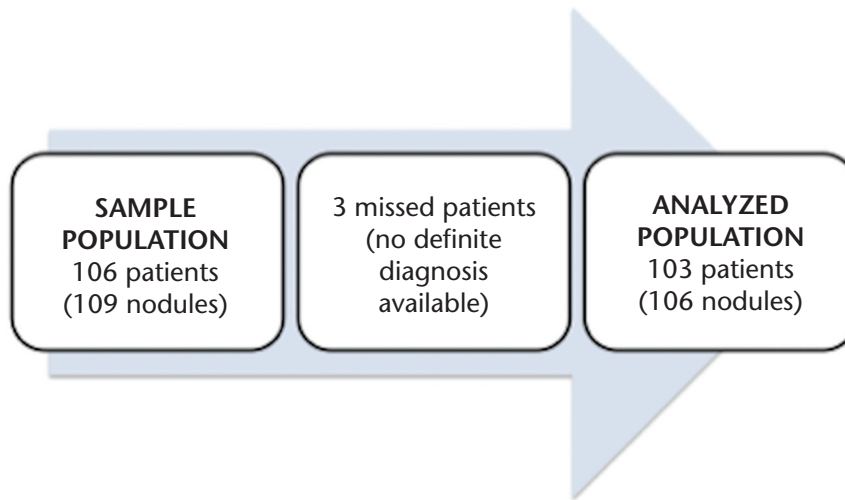 SAMPLE
POPULATION
106 patients
(109 nodules)
3 missed patients
(no definite
diagnosis
available)
ANALYZED
POPULATION
103 patients
(106 nodules)